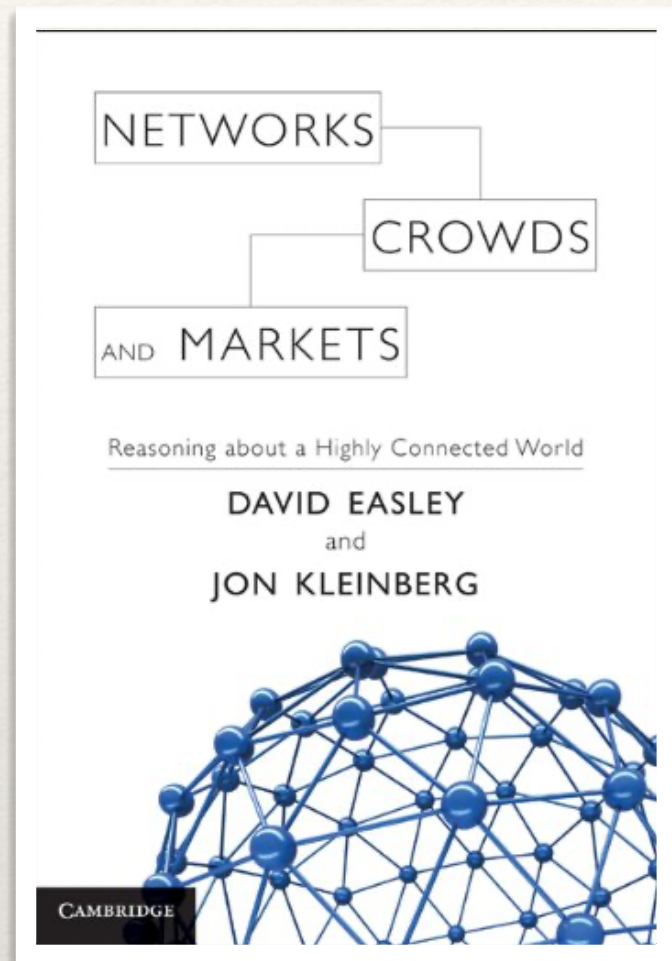 NETWORKS
CROWDS
AND MARKETS
Reasoning about a Highly Connected World
DAVID EASLEY
and
JON KLEINBERG
CAMBRIDGE